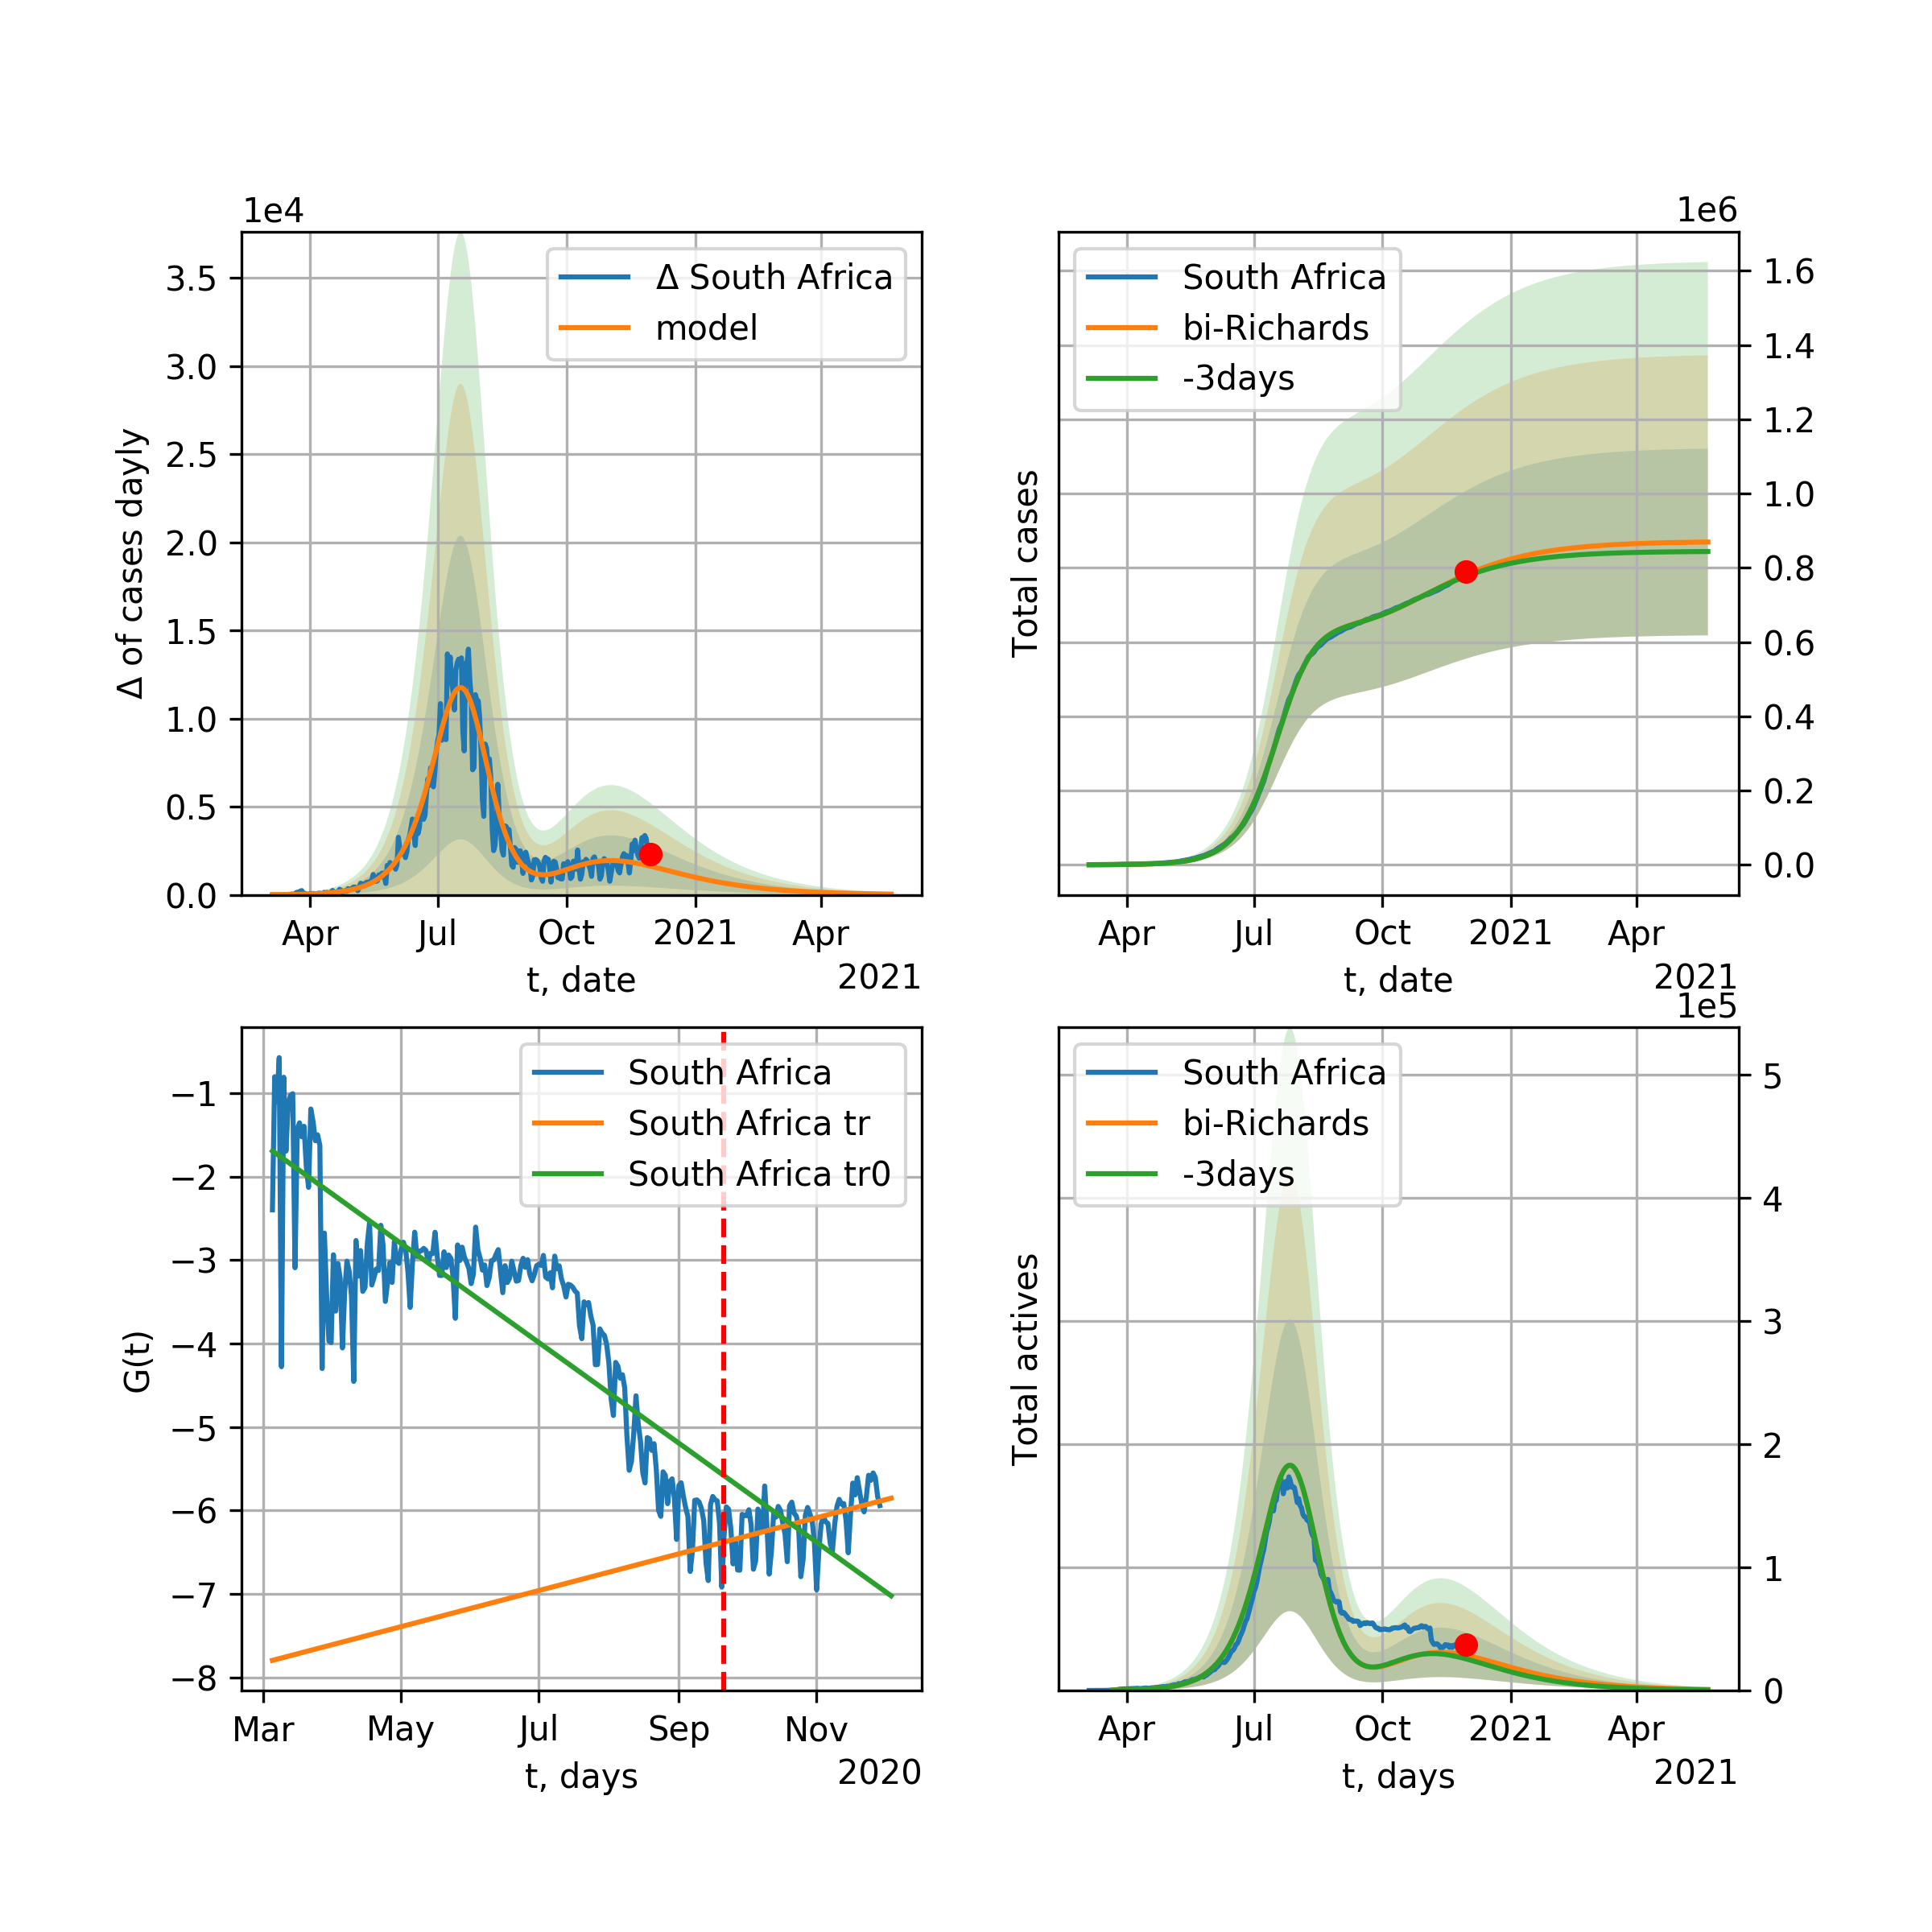 1e4
3.5
3.0
2.5
2.0
1.5
1.0
0.5
0.0
Δ of cases dayly
Δ South Africa
model
Apr Jul Oct 2021 Apr
t, date
2021
1e6
South Africa
bi-Richards
-3days
Total cases
1.6
1.4
1.2
1.0
0.8
0.6
0.4
0.2
0.0
Apr Jul Oct 2021 Apr
t, date
2021
−1
−2
−3
−4
−5
−6
−7
−8
G(t)
South Africa
South Africa tr
South Africa tr0
Mar May Jul Sep Nov
t, days
2020
1e5
South Africa
bi-Richards
-3days
Total actives
5
4
3
2
1
0
Apr Jul Oct 2021 Apr
t, days
2021